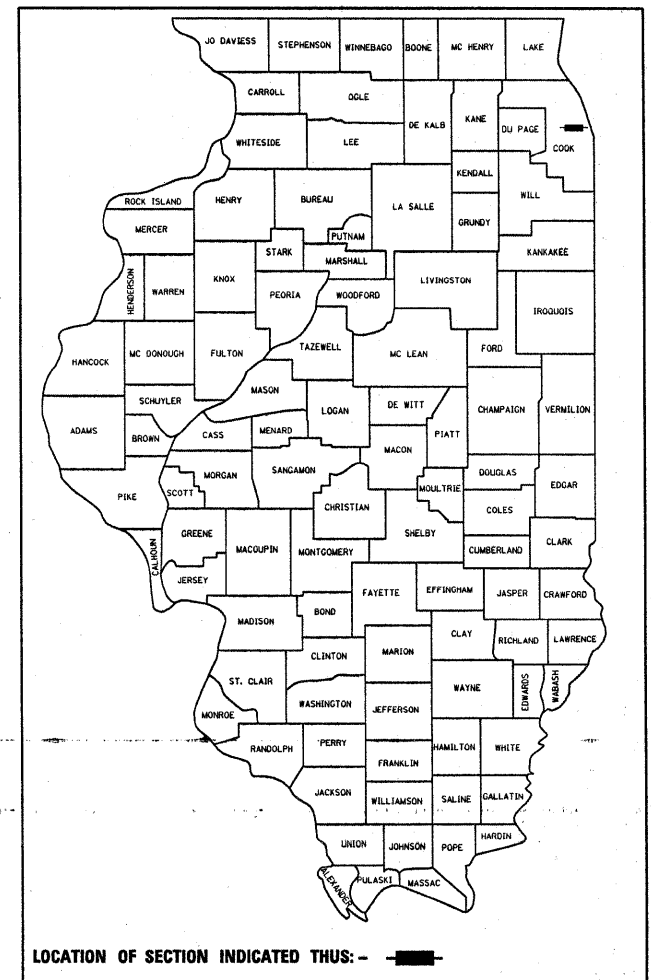 JO DAVIESS STEPHENSON WINNEBAGO BOONE MC HENRY LAKE
CARROLL OGLE DE KALB KANE DU PAGE COOK
WHITESIDE LEE
KENDALL WILL
ROCK ISLAND HENRY BUREAU LA SALLE GRUNDY
MERCER PUTNAM
STARK MARSHALL KANKAKEE
HENDERSON WARREN KNOX PEORIA WOODFORD LIVINGSTON IROQUOIS
HANCOCK MC DONOUGH FULTON TAZEWELL MC LEAN FORD
MASON
SCHUYLER LOGAN DE WITT CHAMPAIGN VERMILION
ADAMS BROWN CASS MENARD MACON PIATT
MORGAN SANGAMON DOUGLAS EDGAR
PIKE SCOTT CHRISTIAN MOULTRIE COLES
GREENE MACOUPIN MONTGOMERY SHELBY CUMBERLAND CLARK
CALHOUN JERSEY FAYETTE EFFINGHAM JASPER CRAWFORD
MADISON BOND
CLAY RICHLAND LAWRENCE
CLINTON MARION
ST. CLAIR WAYNE EDWARDS WABASH
MONROE WASHINGTON JEFFERSON
RANDOLPH PERRY HAMILTON WHITE
FRANKLIN
JACKSON WILLIAMSON SALINE GALLATIN
UNION JOHNSON POPE HARDIN
ALEXANDER PULASKI MASSAC
LOCATION OF SECTION INDICATED THUS: -